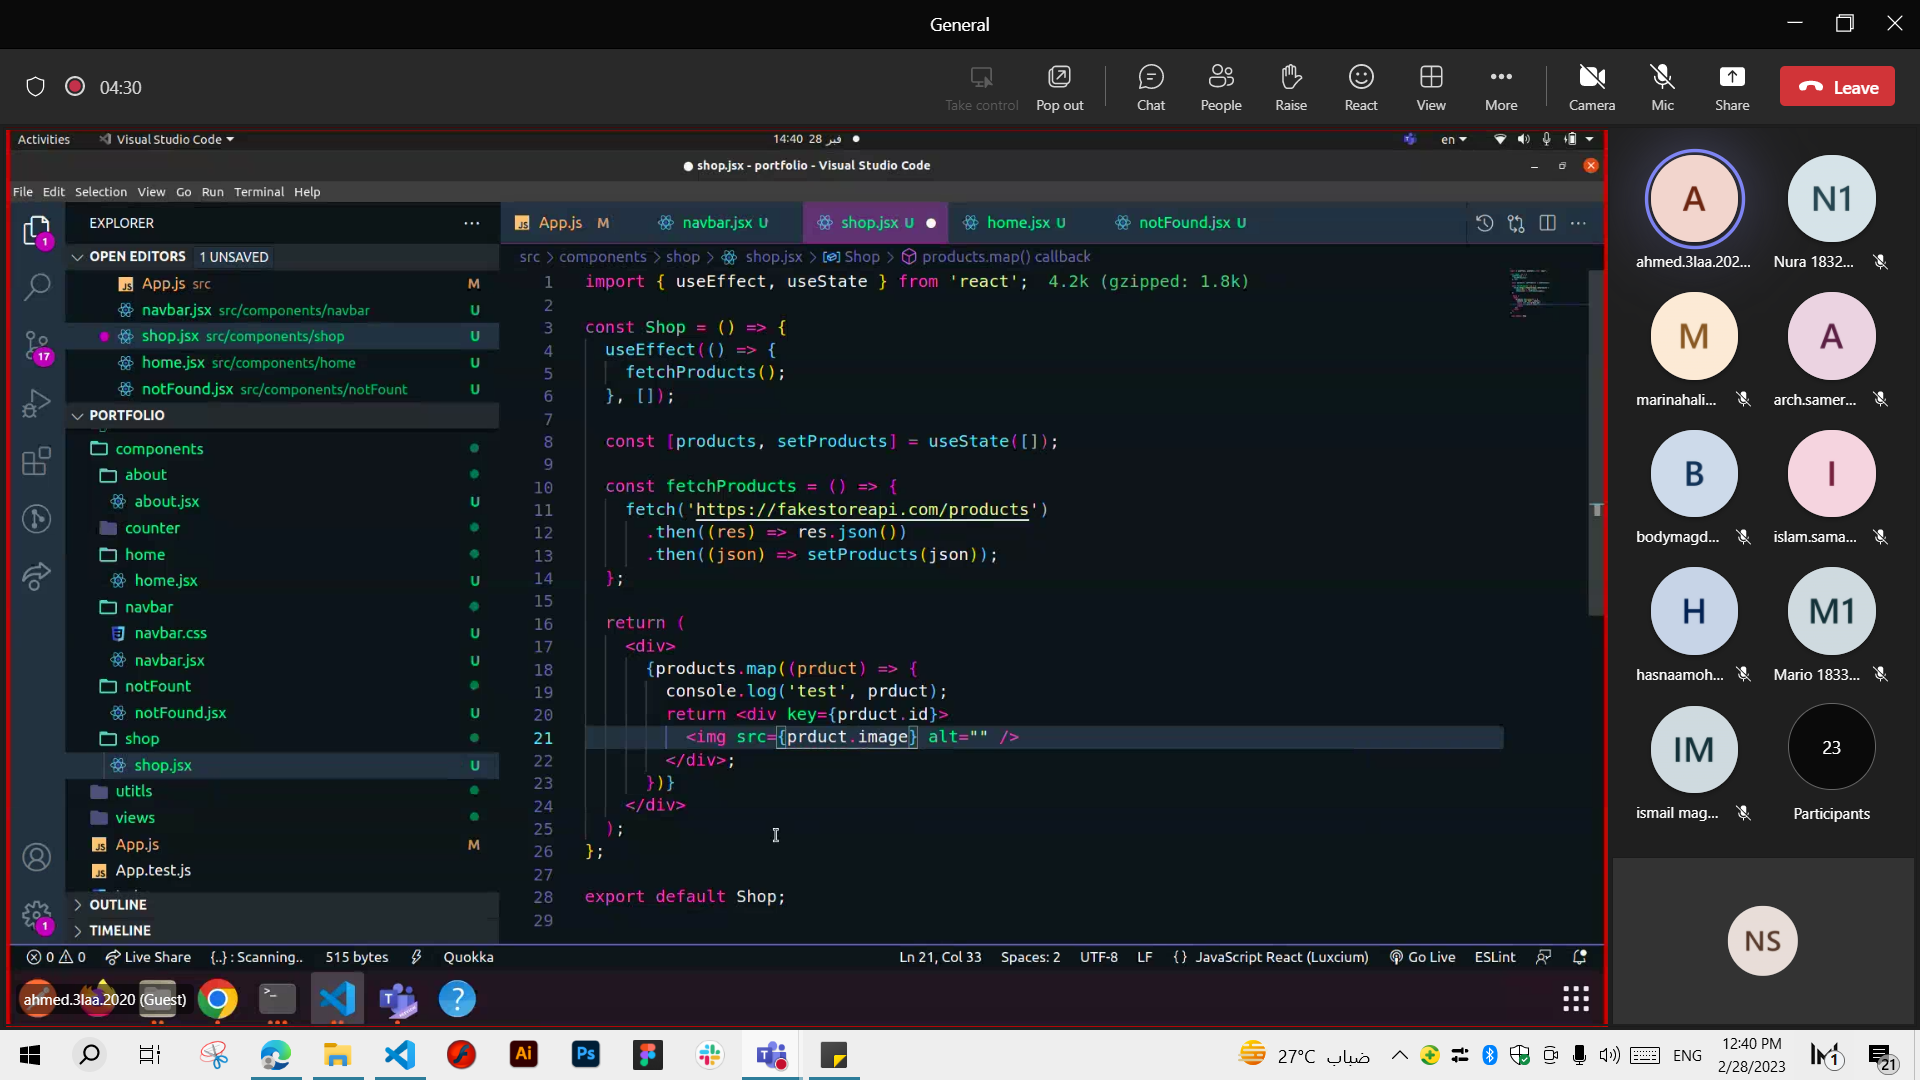 General
04:30
Take control
Pop out
Chat
People
Raise
React
View
More
Camera
Mic
Share
Leave
Activities
Visual Studio Code
14:40 28 فبر
en
shop.jsx - portfolio - Visual Studio Code
File Edit Selection View Go Run Terminal Help
EXPLORER
App.js M
navbar.jsx U
shop.jsx U
home.jsx U
notFound.jsx U
OPEN EDITORS 1 UNSAVED
App.js src M
navbar.jsx src/components/navbar U
shop.jsx src/components/shop U
home.jsx src/components/home U
notFound.jsx src/components/notFount U
PORTFOLIO
components
about
about.jsx U
counter
home
home.jsx U
navbar
navbar.css U
navbar.jsx U
notFount
notFound.jsx U
shop
shop.jsx U
utitls
views
App.js M
App.test.js
OUTLINE
TIMELINE
1
17
1
src > components > shop > shop.jsx > Shop > products.map() callback
1 import { useEffect, useState } from 'react'; 4.2k (gzipped: 1.8k)
2
3 const Shop = () => {
4 useEffect(() => {
5 fetchProducts();
6 }, []);
7
8 const [products, setProducts] = useState([]);
9
10 const fetchProducts = () => {
11 fetch('https://fakestoreapi.com/products')
12 .then((res) => res.json())
13 .then((json) => setProducts(json));
14 };
15
16 return (
17 <div>
18 {products.map((prduct) => {
19 console.log('test', prduct);
20 return <div key={prduct.id}>
21 <img src={prduct.image} alt="" />
22 </div>;
23 })}
24 </div>
25 );
26 };
27
28 export default Shop;
29
0 0 Live Share {..} : Scanning.. 515 bytes Quokka
Ln 21, Col 33 Spaces: 2 UTF-8 LF {} JavaScript React (Luxcium) Go Live ESLint
ahmed.3laa.2020 (Guest)
A
ahmed.3laa.202...
N1
Nura 1832...
M
marinahali...
A
arch.samer...
B
bodymagd...
I
islam.sama...
H
hasnaamoh...
M1
Mario 1833...
IM
ismail mag...
23
Participants
NS
Ai
Ps
27°C ضباب
ENG
12:40 PM
2/28/2023
1
21